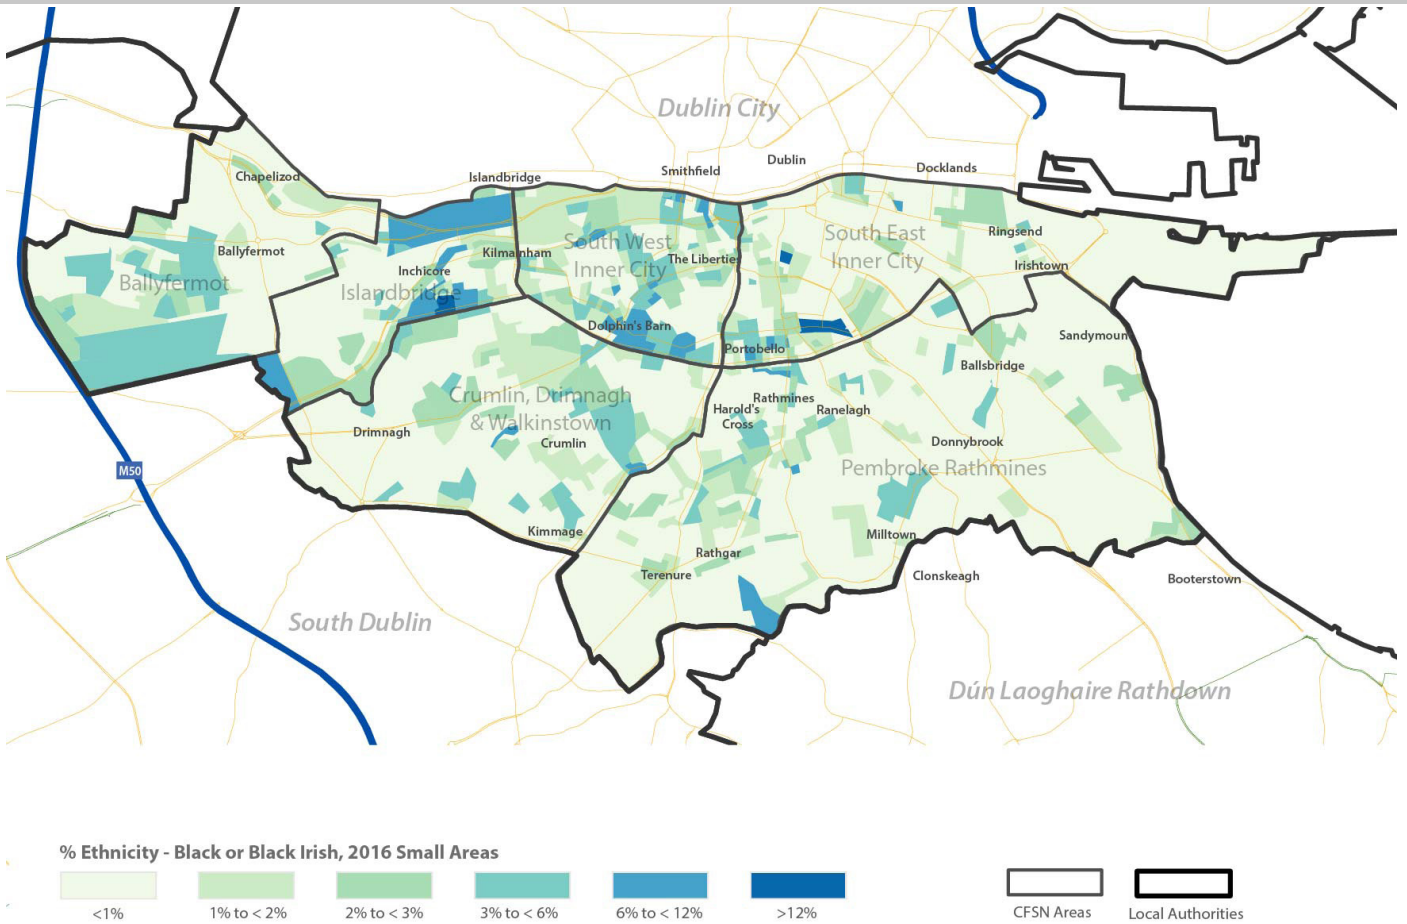 Dublin City
Dublin
Smithfield
Docklands
Chapelizod
Islandbridge
Ringsend
South East
Inner City
South West
Inner City
Ballyfermot
Kilmainham
The Liberties
Irishtown
Inchicore
Ballyfermot
Islandbridge
Dolphin's Barn
Sandymoun
Portobello
Ballsbridge
Crumlin, Drimnagh
& Walkinstown
Rathmines
Harold's
Cross
Ranelagh
Drimnagh
Crumlin
Donnybrook
M50
Pembroke Rathmines
Kimmage
Milltown
Rathgar
Terenure
Clonskeagh
Booterstown
South Dublin
Dún Laoghaire Rathdown
% Ethnicity - Black or Black Irish, 2016 Small Areas
<1%
1% to < 2%
2% to < 3%
3% to < 6%
6% to < 12%
>12%
CFSN Areas
Local Authorities